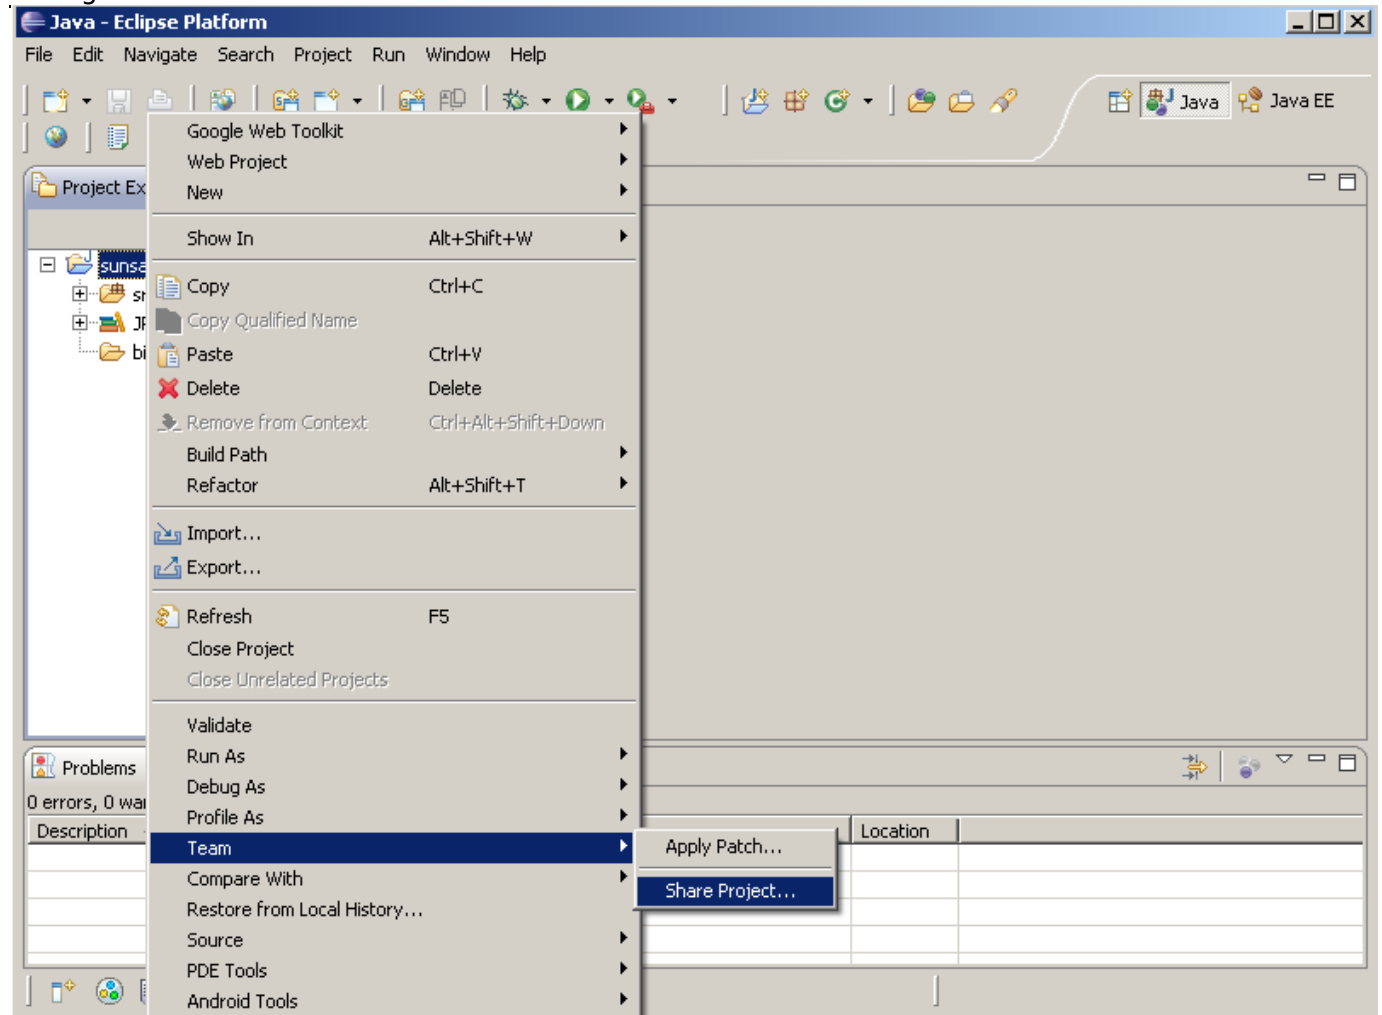 Java - Eclipse Platform
File Edit Navigate Search Project Run Window Help
Java Java EE
Google Web Toolkit
Web Project
Project Ex
New
Show In Alt+Shift+W
sunsa
Copy Ctrl+C
Copy Qualified Name
bi Paste Ctrl+V
Delete Delete
Remove from Context Ctrl+Alt+Shift+Down
Build Path
Refactor Alt+Shift+T
Import...
Export...
Refresh F5
Close Project
Close Unrelated Projects
Validate
Run As
Problems
Debug As
0 errors, 0 wa
Profile As
Description Location
Team
Apply Patch...
Compare With
Share Project...
Restore from Local History...
Source
PDE Tools
Android Tools